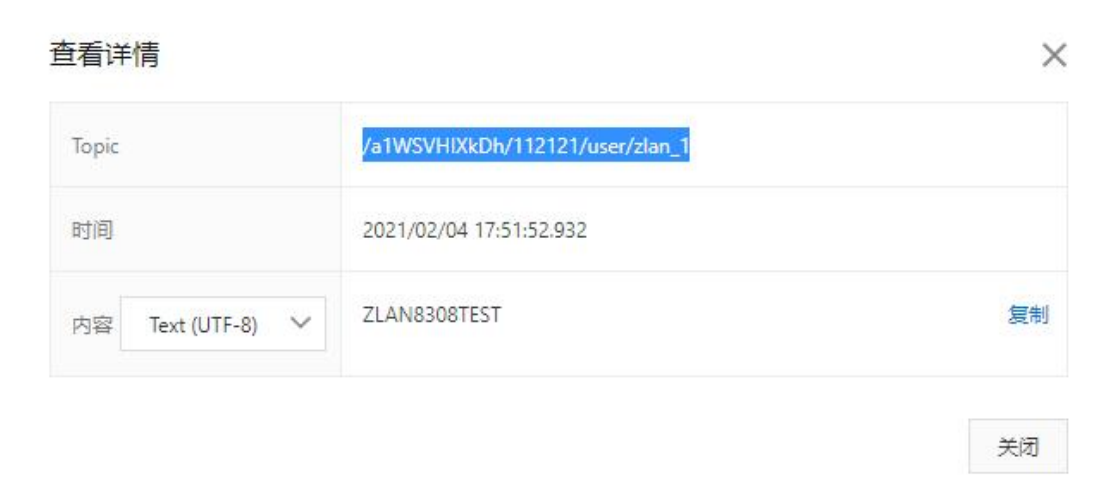 查看详情
Topic
/a1WSVHIXkDh/112121/user/zlan_1
时间
2021/02/04 17:51:52.932
内容 Text (UTF-8)
ZLAN8308TEST
复制
关闭